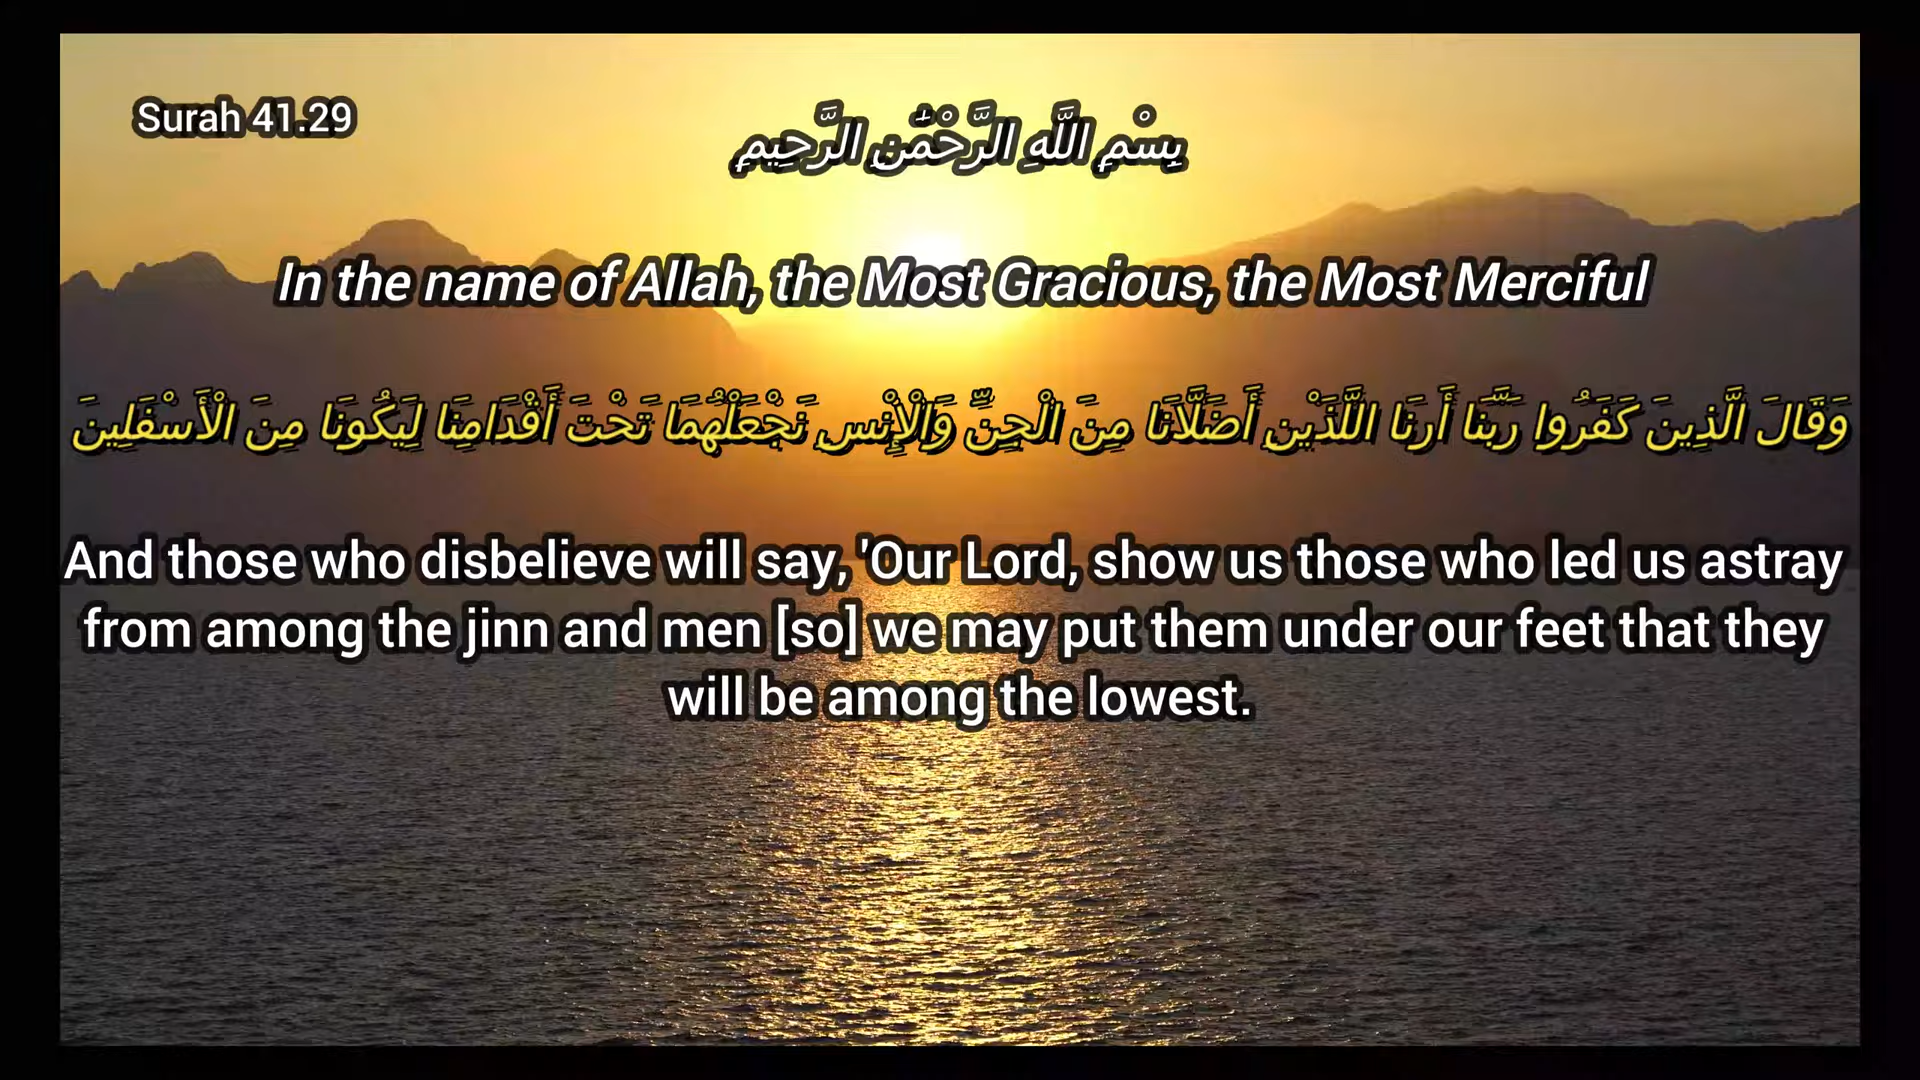 Surah 41.29
بِسْمِ اللَّهِ الرَّحْمَٰنِ الرَّحِيمِ
In the name of Allah, the Most Gracious, the Most Merciful
وَقَالَ الَّذِينَ كَفَرُوا رَبَّنَا أَرِنَا اللَّذَيْنِ أَضَلَّانَا مِنَ الْجِنِّ وَالْإِنْسِ نَجْعَلْهُمَا تَحْتَ أَقْدَامِنَا لِيَكُونَا مِنَ الْأَسْفَلِينَ
And those who disbelieve will say, 'Our Lord, show us those who led us astray
from among the jinn and men [so] we may put them under our feet that they
will be among the lowest.